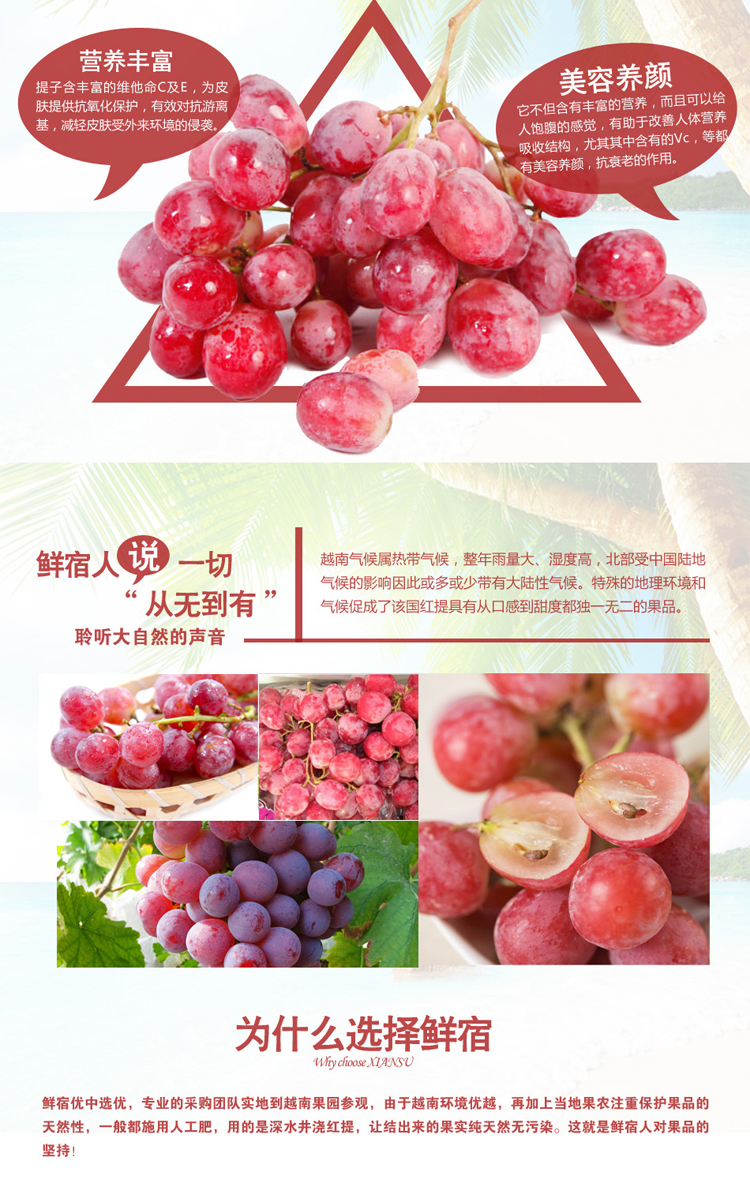 营养丰富
提子含丰富的维他命C及E，为皮
肤提供抗氧化保护，有效对抗游离
基，减轻皮肤受外来环境的侵袭。
美容养颜
它不但含有丰富的营养，而且可以给
人饱腹的感觉，有助于改善人体营养
吸收结构，尤其其中含有的Vc，等都
有美容养颜，抗衰老的作用。
鲜宿人说一切
“从无到有”
聆听大自然的声音
越南气候属热带气候，整年雨量大、湿度高，北部受中国陆地
气候的影响因此或多或少带有大陆性气候。特殊的地理环境和
气候促成了该国红提具有从口感到甜度都独一无二的果品。
为什么选择鲜宿
Why choose XIANSU
鲜宿优中选优，专业的采购团队实地到越南果园参观，由于越南环境优越，再加上当地果农注重保护果品的
天然性，一般都施用人工肥，用的是深水井浇红提，让结出来的果实纯天然无污染。这就是鲜宿人对果品的
坚持！